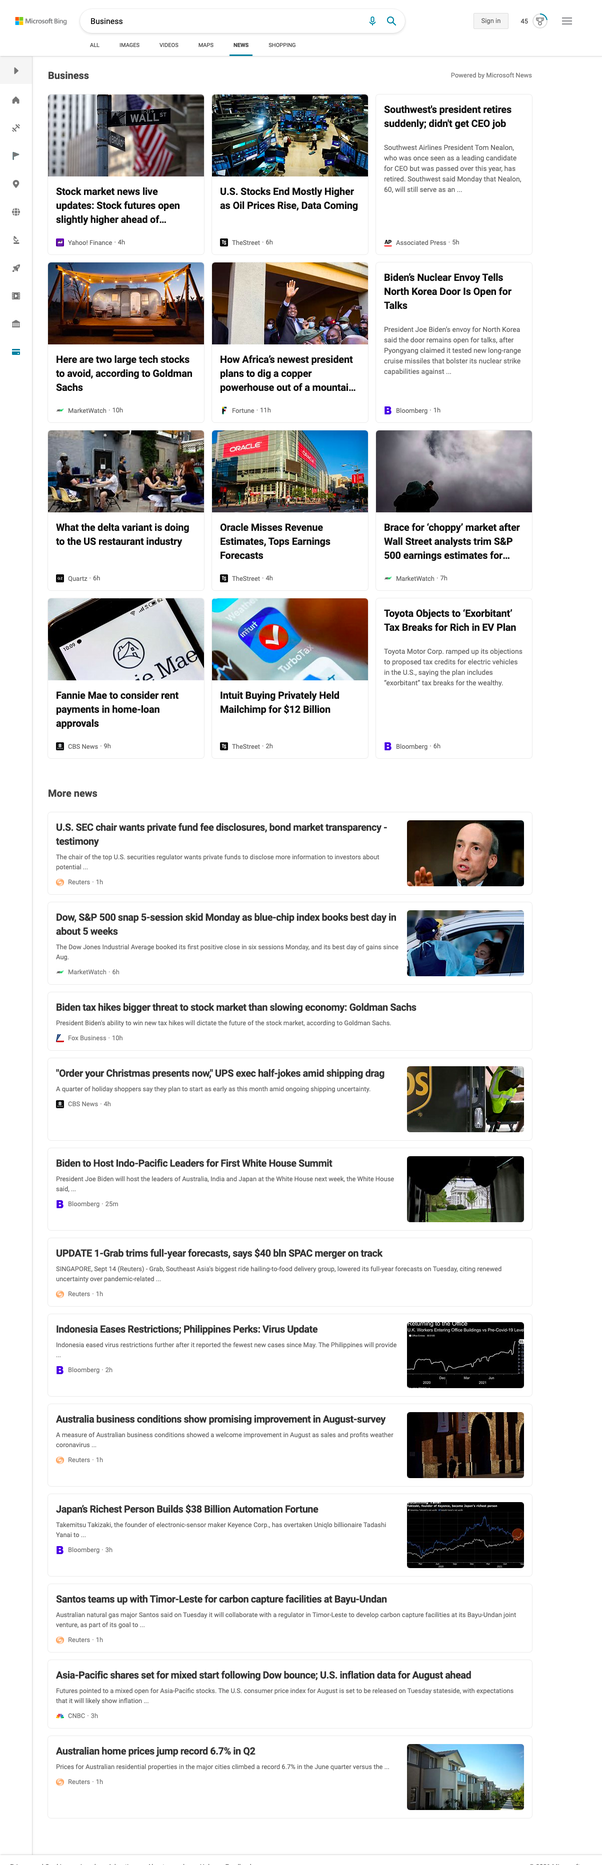 Microsoft Bing
Business
Sign in
45
ALL
IMAGES
VIDEOS
MAPS
NEWS
SHOPPING
Business
Powered by Microsoft News
WALL ST
Stock market news live
updates: Stock futures open
slightly higher ahead of...
Yahoo! Finance · 4h
U.S. Stocks End Mostly Higher
as Oil Prices Rise, Data Coming
TheStreet · 6h
Southwest's president retires
suddenly; didn't get CEO job
Southwest Airlines President Tom Nealon,
who was once seen as a leading candidate
for CEO but was passed over this year, has
retired. Southwest said Monday that Nealon,
60, will still serve as an ...
AP Associated Press · 5h
Here are two large tech stocks
to avoid, according to Goldman
Sachs
MarketWatch · 10h
How Africa's newest president
plans to dig a copper
powerhouse out of a mountai...
Fortune · 11h
Biden's Nuclear Envoy Tells
North Korea Door Is Open for
Talks
President Joe Biden's envoy for North Korea
said the door remains open for talks, after
Pyongyang claimed it tested new long-range
cruise missiles that bolster its nuclear strike
capabilities against ...
B Bloomberg · 1h
What the delta variant is doing
to the US restaurant industry
Quartz · 6h
ORACLE
Oracle Misses Revenue
Estimates, Tops Earnings
Forecasts
TheStreet · 4h
Brace for 'choppy' market after
Wall Street analysts trim S&P
500 earnings estimates for...
MarketWatch · 7h
ie Mae
Fannie Mae to consider rent
payments in home-loan
approvals
CBS News · 9h
intuit
TurboTax
Intuit Buying Privately Held
Mailchimp for $12 Billion
TheStreet · 2h
Toyota Objects to 'Exorbitant'
Tax Breaks for Rich in EV Plan
Toyota Motor Corp. ramped up its objections
to proposed tax credits for electric vehicles
in the U.S., saying the plan includes
"exorbitant" tax breaks for the wealthy.
B Bloomberg · 6h
More news
U.S. SEC chair wants private fund fee disclosures, bond market transparency -
testimony
The chair of the top U.S. securities regulator wants private funds to disclose more information to investors about
potential ...
Reuters · 1h
Dow, S&P 500 snap 5-session skid Monday as blue-chip index books best day in
about 5 weeks
The Dow Jones Industrial Average booked its first positive close in six sessions Monday, and its best day of gains since
Aug.
MarketWatch · 6h
Biden tax hikes bigger threat to stock market than slowing economy: Goldman Sachs
President Biden's ability to win new tax hikes will dictate the future of the stock market, according to Goldman Sachs.
Fox Business · 10h
"Order your Christmas presents now," UPS exec half-jokes amid shipping drag
A quarter of holiday shoppers say they plan to start as early as this month amid ongoing shipping uncertainty.
CBS News · 4h
Biden to Host Indo-Pacific Leaders for First White House Summit
President Joe Biden will host the leaders of Australia, India and Japan at the White House next week, the White House
said, ...
B Bloomberg · 25m
UPDATE 1-Grab trims full-year forecasts, says $40 bln SPAC merger on track
SINGAPORE, Sept 14 (Reuters) - Grab, Southeast Asia's biggest ride hailing-to-food delivery group, lowered its full-year forecasts on Tuesday, citing renewed
uncertainty over pandemic-related ...
Reuters · 1h
Indonesia Eases Restrictions; Philippines Perks: Virus Update
Indonesia eased virus restrictions further after it reported the fewest new cases since May. The Philippines will provide
...
B Bloomberg · 2h
Returning to the Office
U.K. Workers Entering Office Buildings vs Pre-Covid-19 Leve
Australia business conditions show promising improvement in August-survey
A measure of Australian business conditions showed a welcome improvement in August as sales and profits weather
coronavirus ...
Reuters · 1h
Japan's Richest Person Builds $38 Billion Automation Fortune
Takemitsu Takizaki, the founder of electronic-sensor maker Keyence Corp., has overtaken Uniqlo billionaire Tadashi
Yanai to ...
B Bloomberg · 3h
Santos teams up with Timor-Leste for carbon capture facilities at Bayu-Undan
Australian natural gas major Santos said on Tuesday it will collaborate with a regulator in Timor-Leste to develop carbon capture facilities at its Bayu-Undan joint
venture, as part of its goal to ...
Reuters · 1h
Asia-Pacific shares set for mixed start following Dow bounce; U.S. inflation data for August ahead
Futures pointed to a mixed open for Asia-Pacific stocks. The U.S. consumer price index for August is set to be released on Tuesday stateside, with expectations
that it will likely show inflation ...
CNBC · 3h
Australian home prices jump record 6.7% in Q2
Prices for Australian residential properties in the major cities climbed a record 6.7% in the June quarter versus the ...
Reuters · 1h